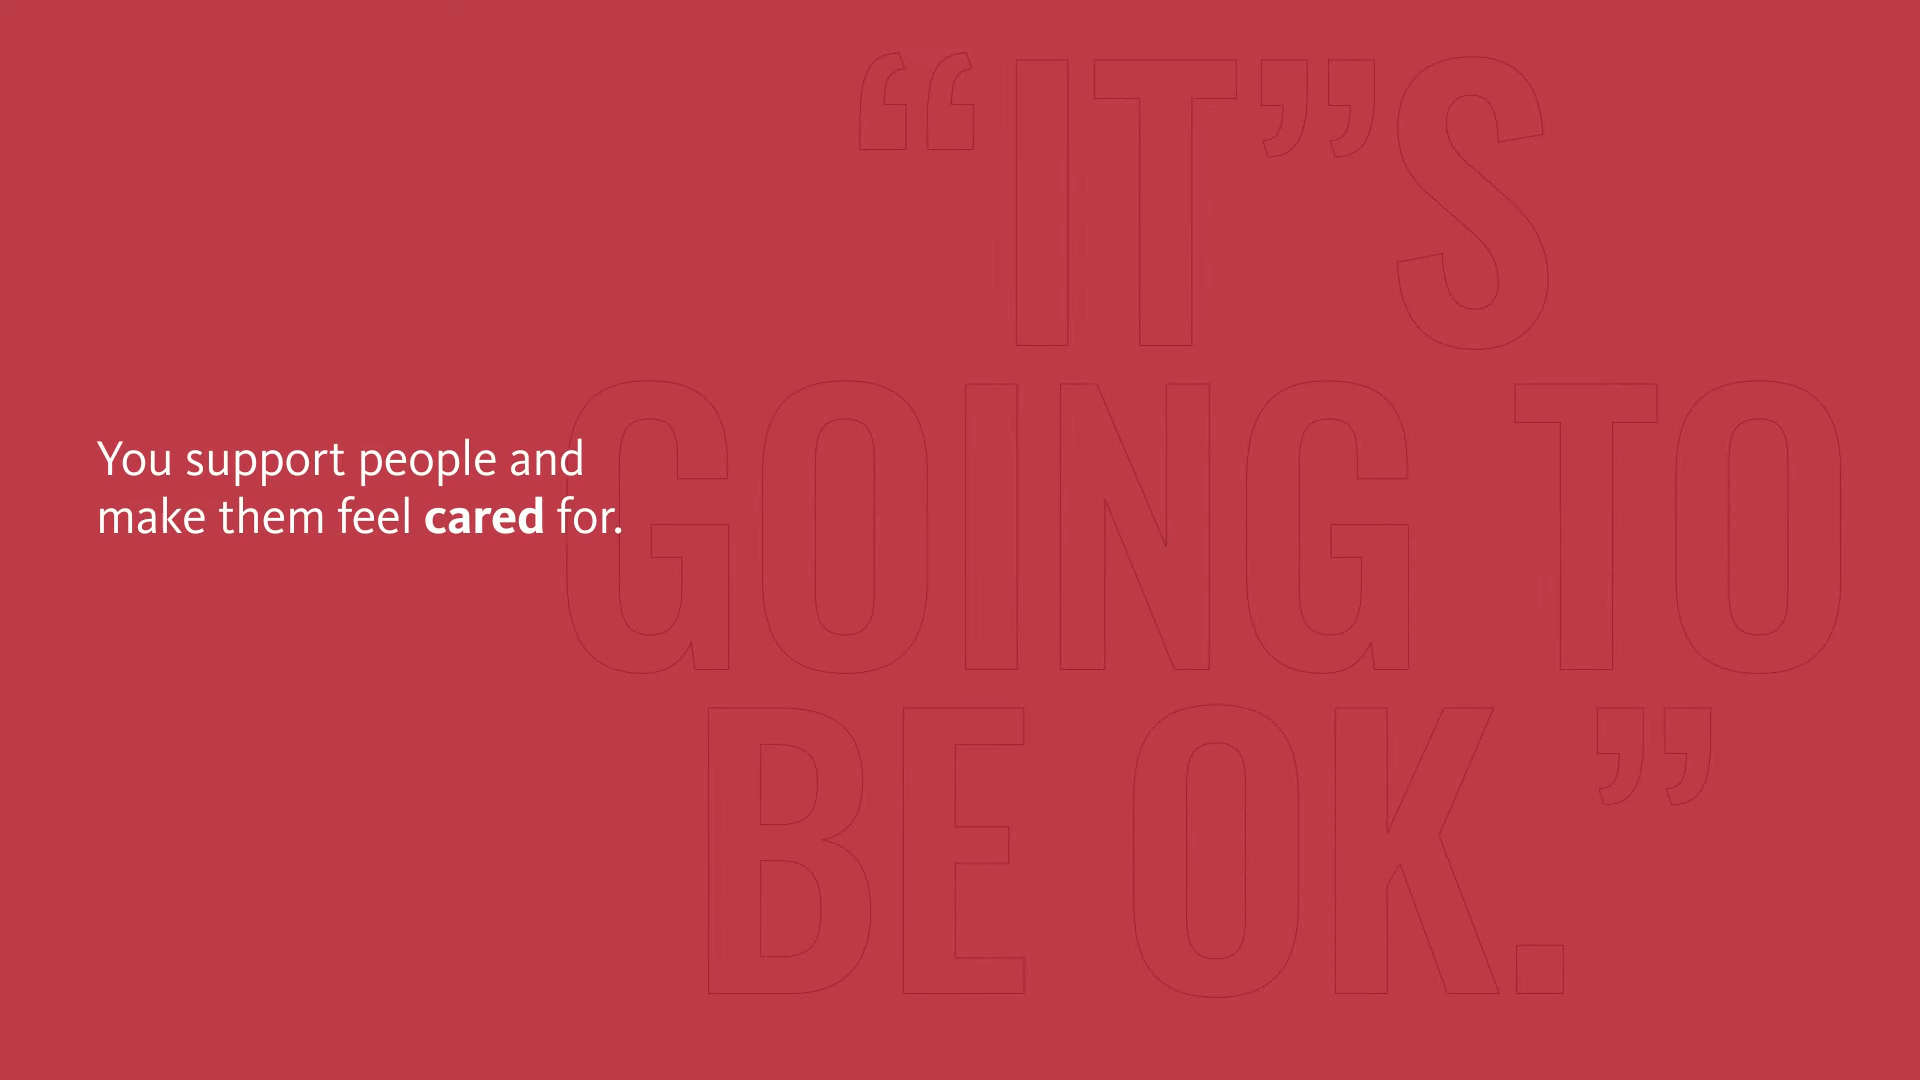 “IT”S
GOING TO
BE OK.”
You support people and
make them feel cared for.